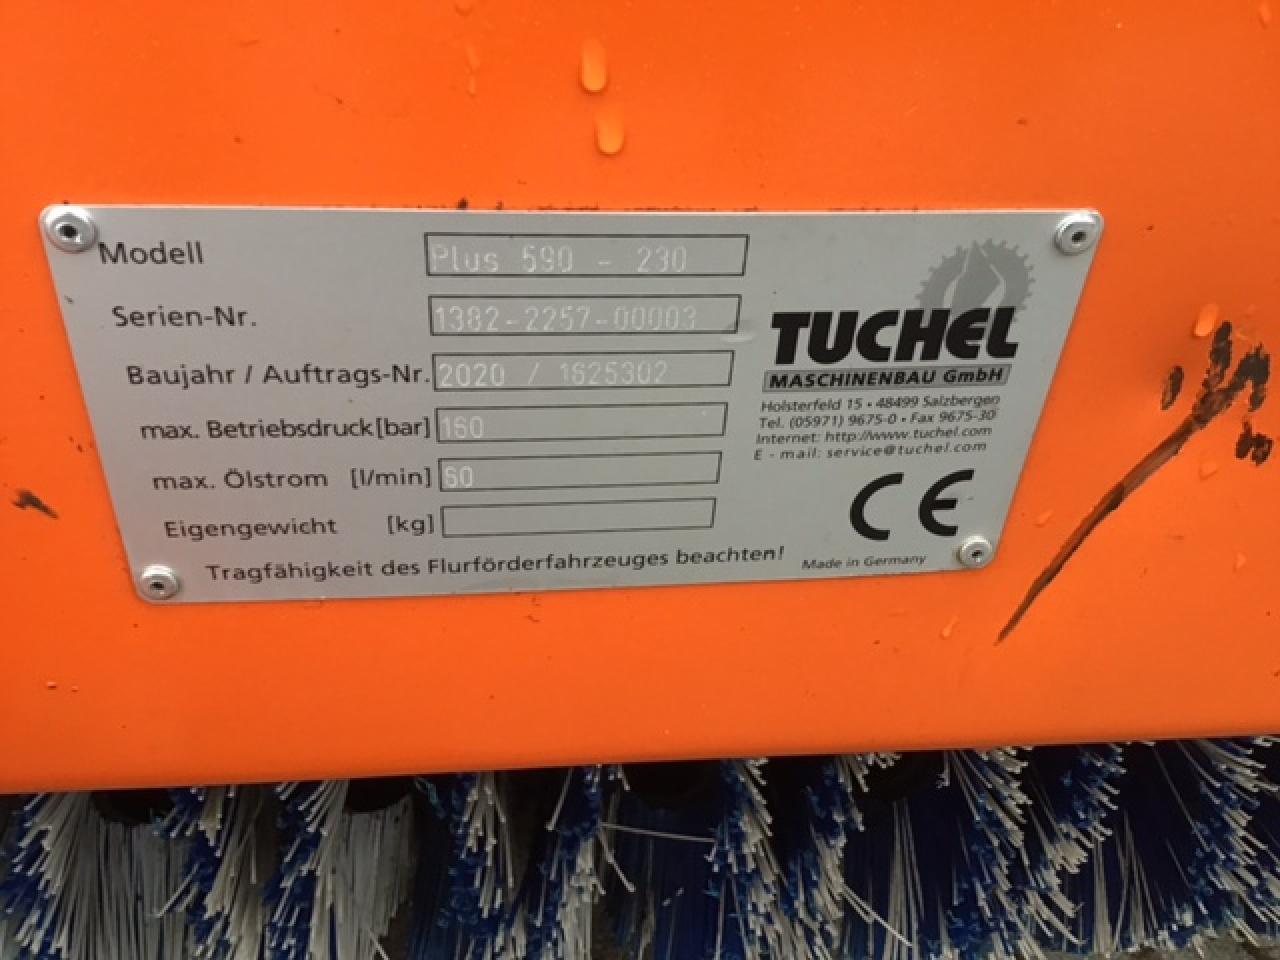 Modell Plus 590 - 230
Serien-Nr. 1382-2257-00003
Baujahr / Auftrags-Nr. 2020 / 1625302
max. Betriebsdruck [bar] 160
max. Ölstrom [l/min] 60
Eigengewicht [kg]
Tragfähigkeit des Flurförderfahrzeuges beachten!
TUCHEL
MASCHINENBAU GmbH
Holsterfeld 15 • 48499 Salzbergen
Tel. (05971) 9675-0 • Fax 9675-30
Internet: http://www.tuchel.com
E - mail: service@tuchel.com
CE
Made in Germany